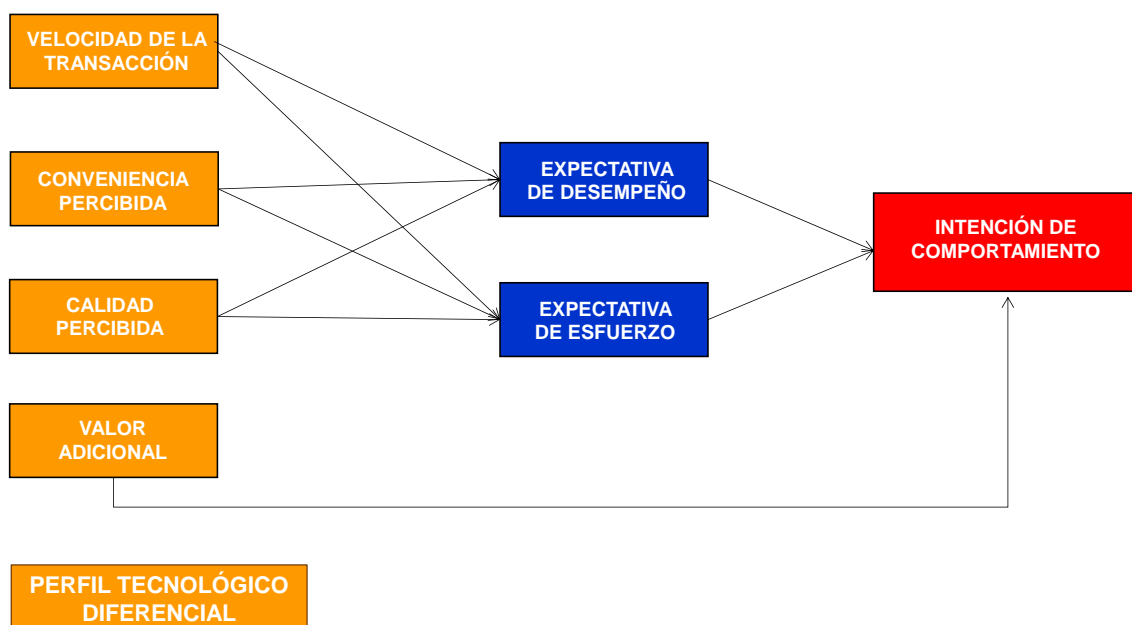 VELOCIDAD DE LA
TRANSACCIÓN
CONVENIENCIA
PERCIBIDA
CALIDAD
PERCIBIDA
VALOR
ADICIONAL
EXPECTATIVA
DE DESEMPEÑO
EXPECTATIVA
DE ESFUERZO
INTENCIÓN DE
COMPORTAMIENTO
PERFIL TECNOLÓGICO
DIFERENCIAL